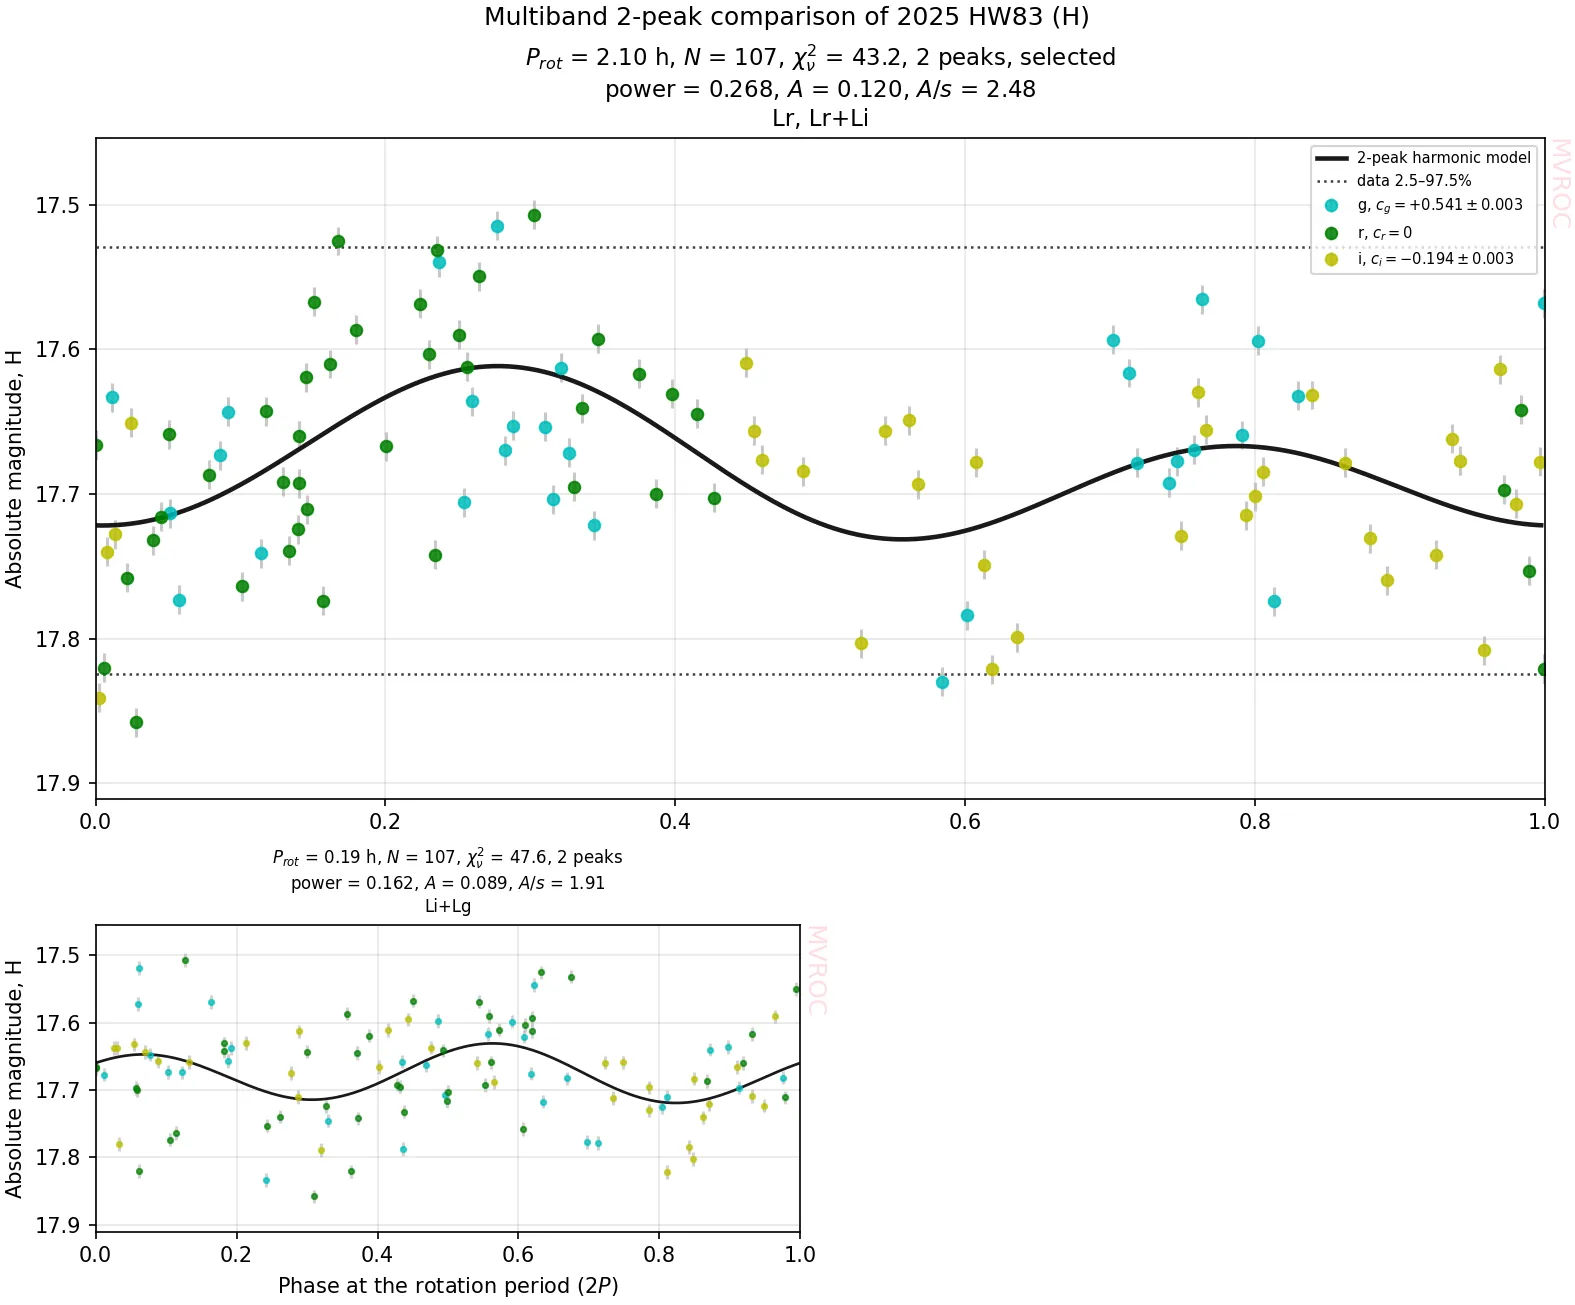 Multiband 2-peak comparison of 2025 HW83 (H)
P_rot = 2.10 h, N = 107, χ²_ν = 43.2, 2 peaks, selected
power = 0.268, A = 0.120, A/s = 2.48
Lr, Lr+Li
2-peak harmonic model
data 2.5–97.5%
g, c_g = +0.541 ± 0.003
r, c_r = 0
i, c_i = −0.194 ± 0.003
MVROC
Absolute magnitude, H
17.5
17.6
17.7
17.8
17.9
0.0 0.2 0.4 0.6 0.8 1.0
P_rot = 0.19 h, N = 107, χ²_ν = 47.6, 2 peaks
power = 0.162, A = 0.089, A/s = 1.91
Li+Lg
MVROC
Absolute magnitude, H
17.5
17.6
17.7
17.8
17.9
0.0 0.2 0.4 0.6 0.8 1.0
Phase at the rotation period (2P)